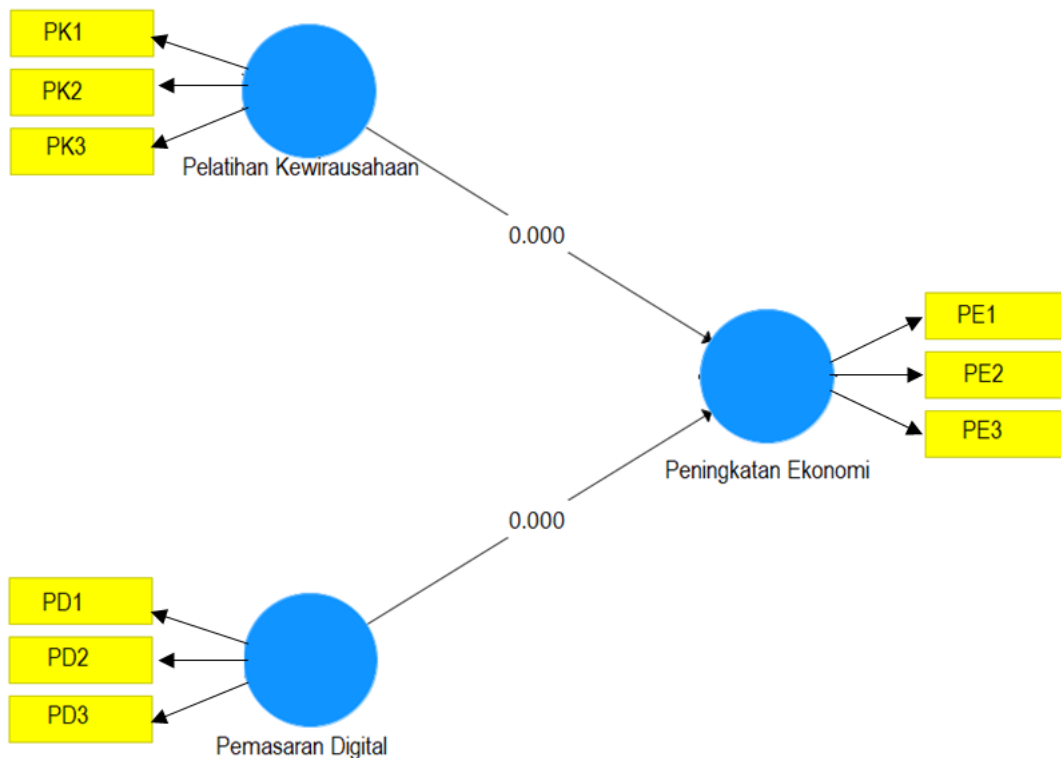 PK1
PK2
PK3
Pelatihan Kewirausahaan
0.000
PE1
PE2
PE3
Peningkatan Ekonomi
0.000
PD1
PD2
PD3
Pemasaran Digital